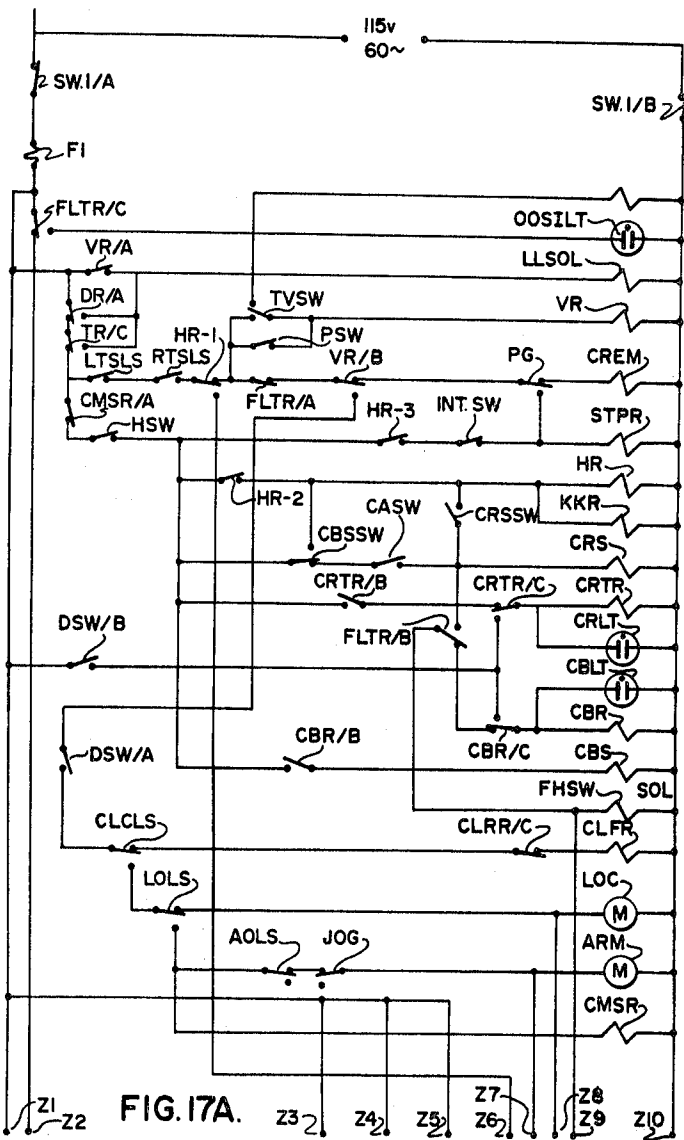 115v
60~
SW.1/A
SW.1/B
F1
FLTR/C
OOSILT
VR/A
LLSOL
DR/A
TVSW
VR
TR/C
HR-1
PSW
LTSLS
RTSLS
VR/B
PG
CREM
CMSR/A
FLTR/A
HSW
HR-3
INT. SW
STPR
HR
HR-2
CASW
CRSSW
KKR
CBSSW
CRS
CRTR/B
CRTR/C
CRTR
DSW/B
FLTR/B
CRLT
CBLT
CBR
DSW/A
CBR/B
CBR/C
CBS
FHSW
SOL
CLCLS
CLRR/C
CLFR
LOLS
LOC
M
AOLS
JOG
ARM
M
CMSR
Z1
Z2
FIG. 17A.
Z3
Z4
Z5
Z6
Z7
Z8
Z9
Z10